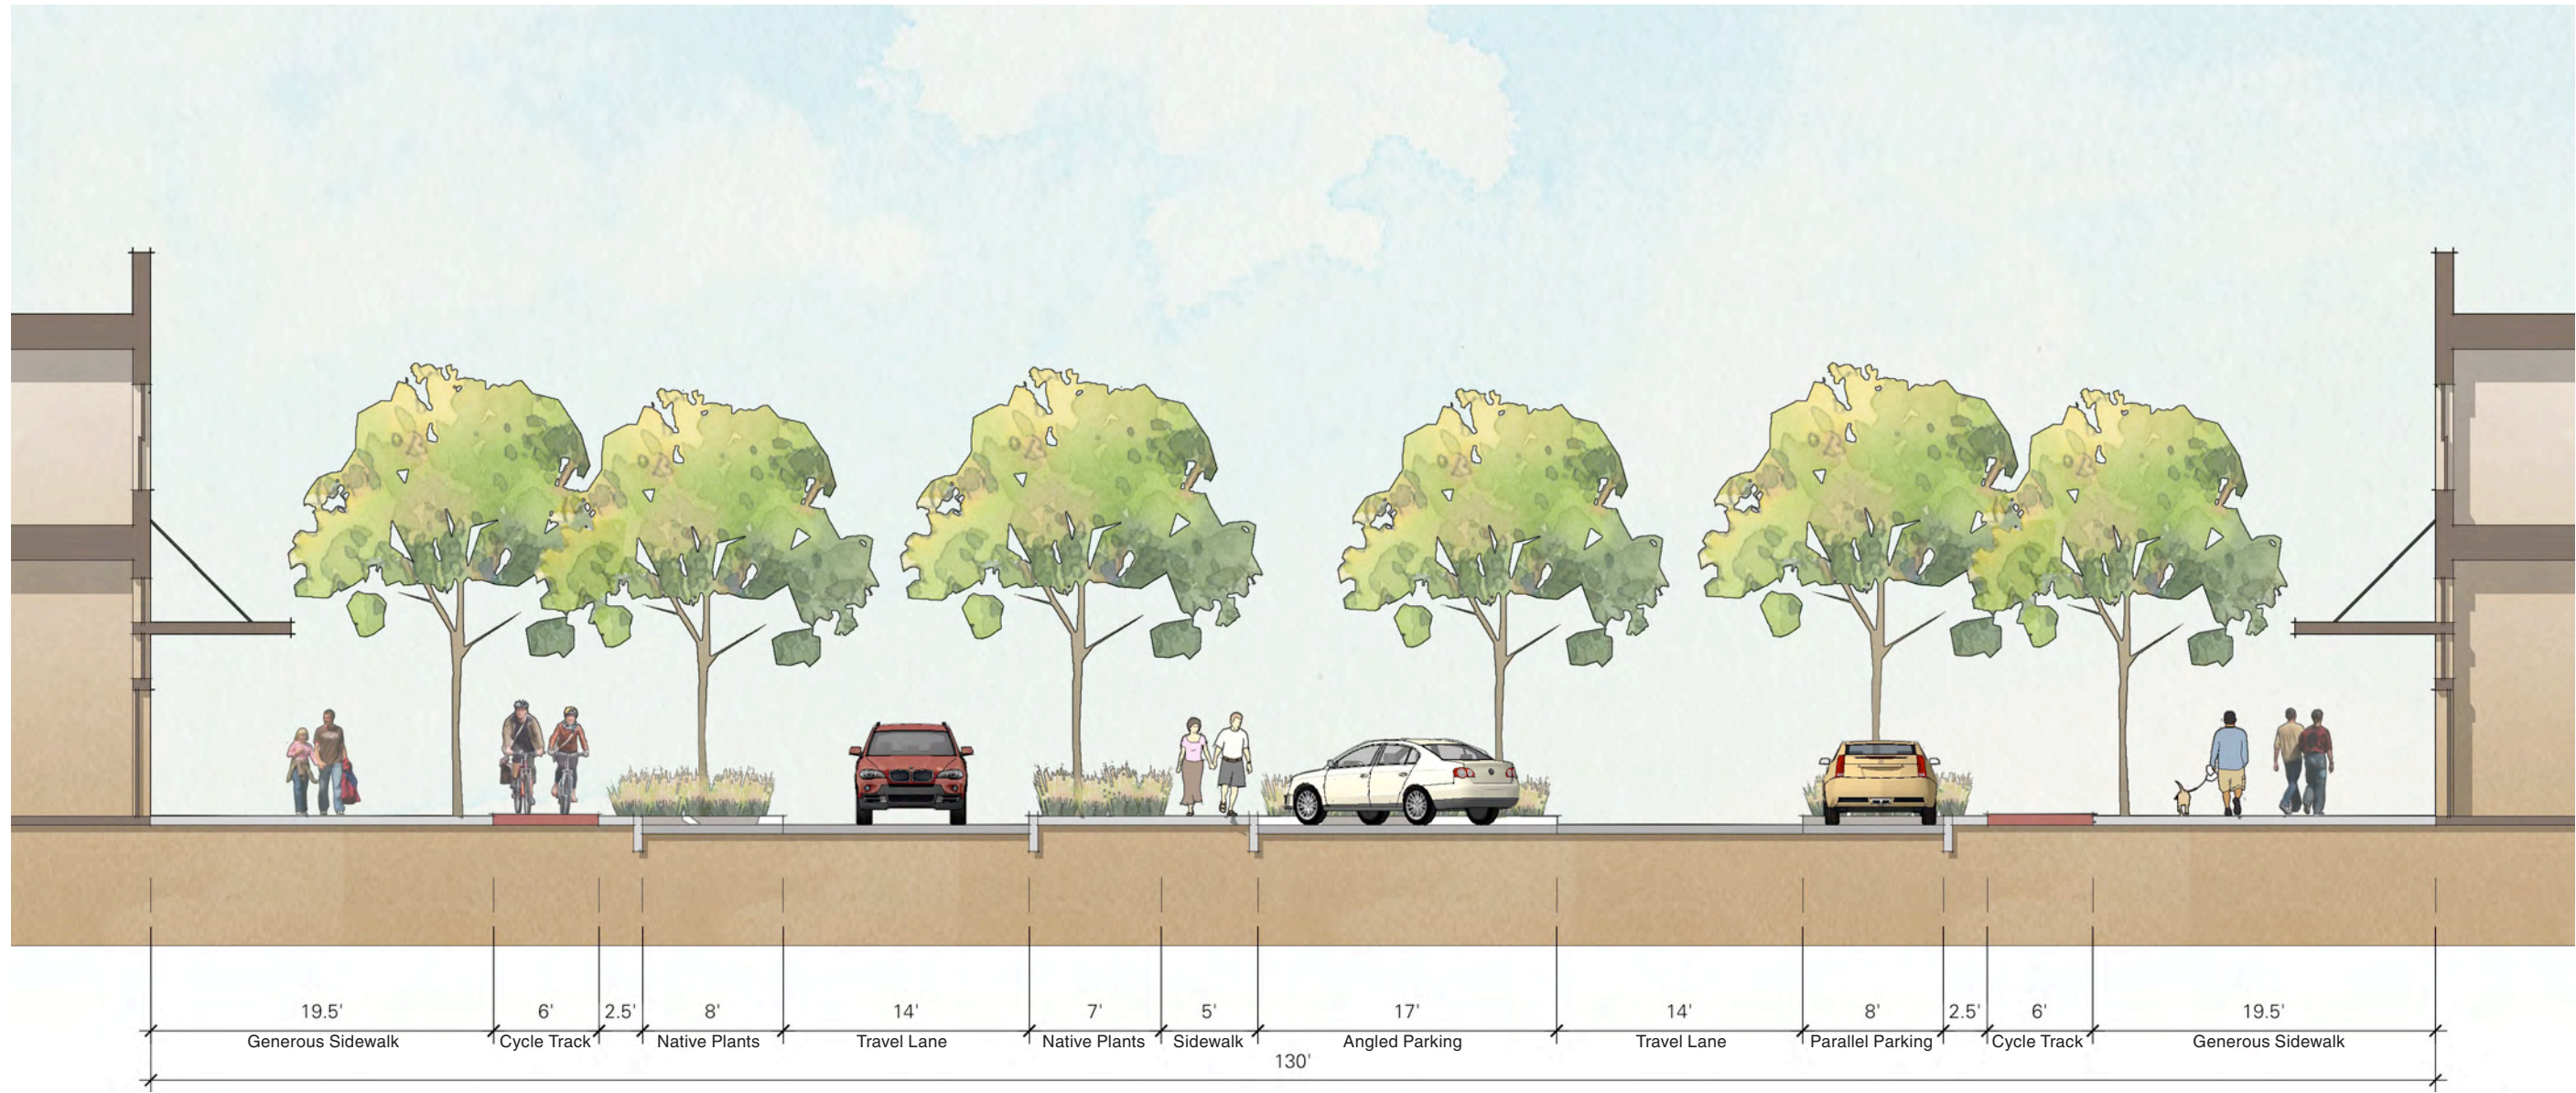 19.5' 6' 2.5' 8' 14' 7' 5' 17' 14' 8' 2.5' 6' 19.5'
Generous Sidewalk Cycle Track Native Plants Travel Lane Native Plants Sidewalk Angled Parking Travel Lane Parallel Parking Cycle Track Generous Sidewalk
130'